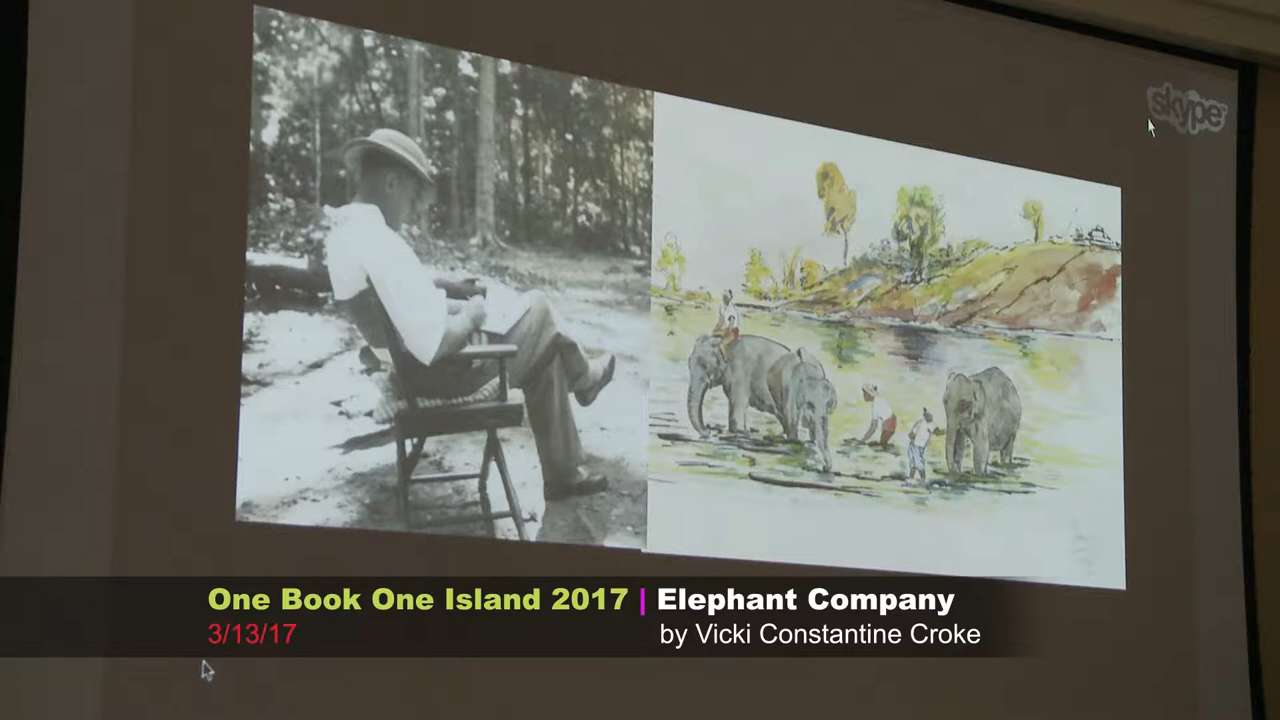 skype
One Book One Island 2017 | Elephant Company
3/13/17 by Vicki Constantine Croke